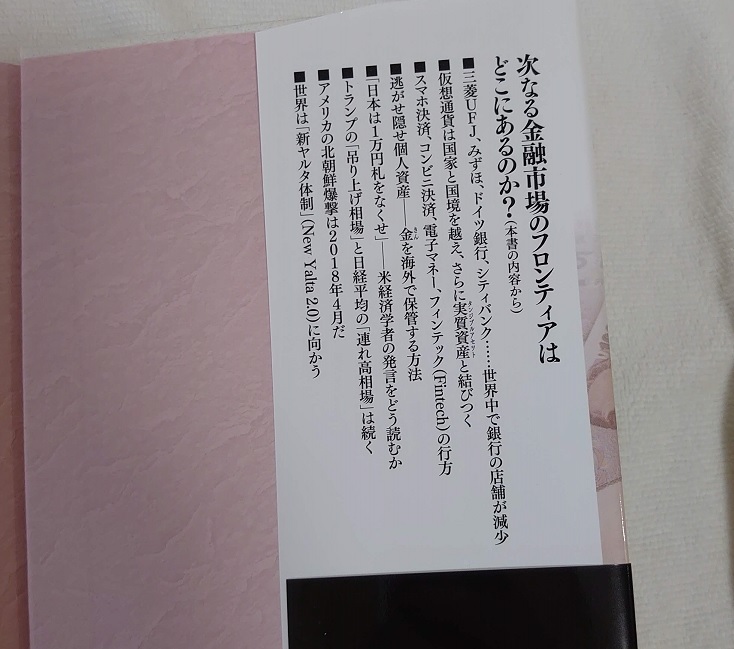 次なる金融市場のフロンティアは
どこにあるのか?(本書の内容から)
■三菱UFJ、みずほ、ドイツ銀行、シティバンク……世界中で銀行の店舗が減少
■仮想通貨は国家と国境を越え、さらに実質資産と結びつく
タンジブルアセット
■スマホ決済、コンビニ決済、電子マネー、フィンテック(Fintech)の行方
■逃がせ隠せ個人資産――金を海外で保管する方法
きん
■「日本は1万円札をなくせ」――米経済学者の発言をどう読むか
■トランプの「吊り上げ相場」と日経平均の「連れ高相場」は続く
■アメリカの北朝鮮爆撃は2018年4月だ
■世界は「新ヤルタ体制」(New Yalta 2.0)に向かう